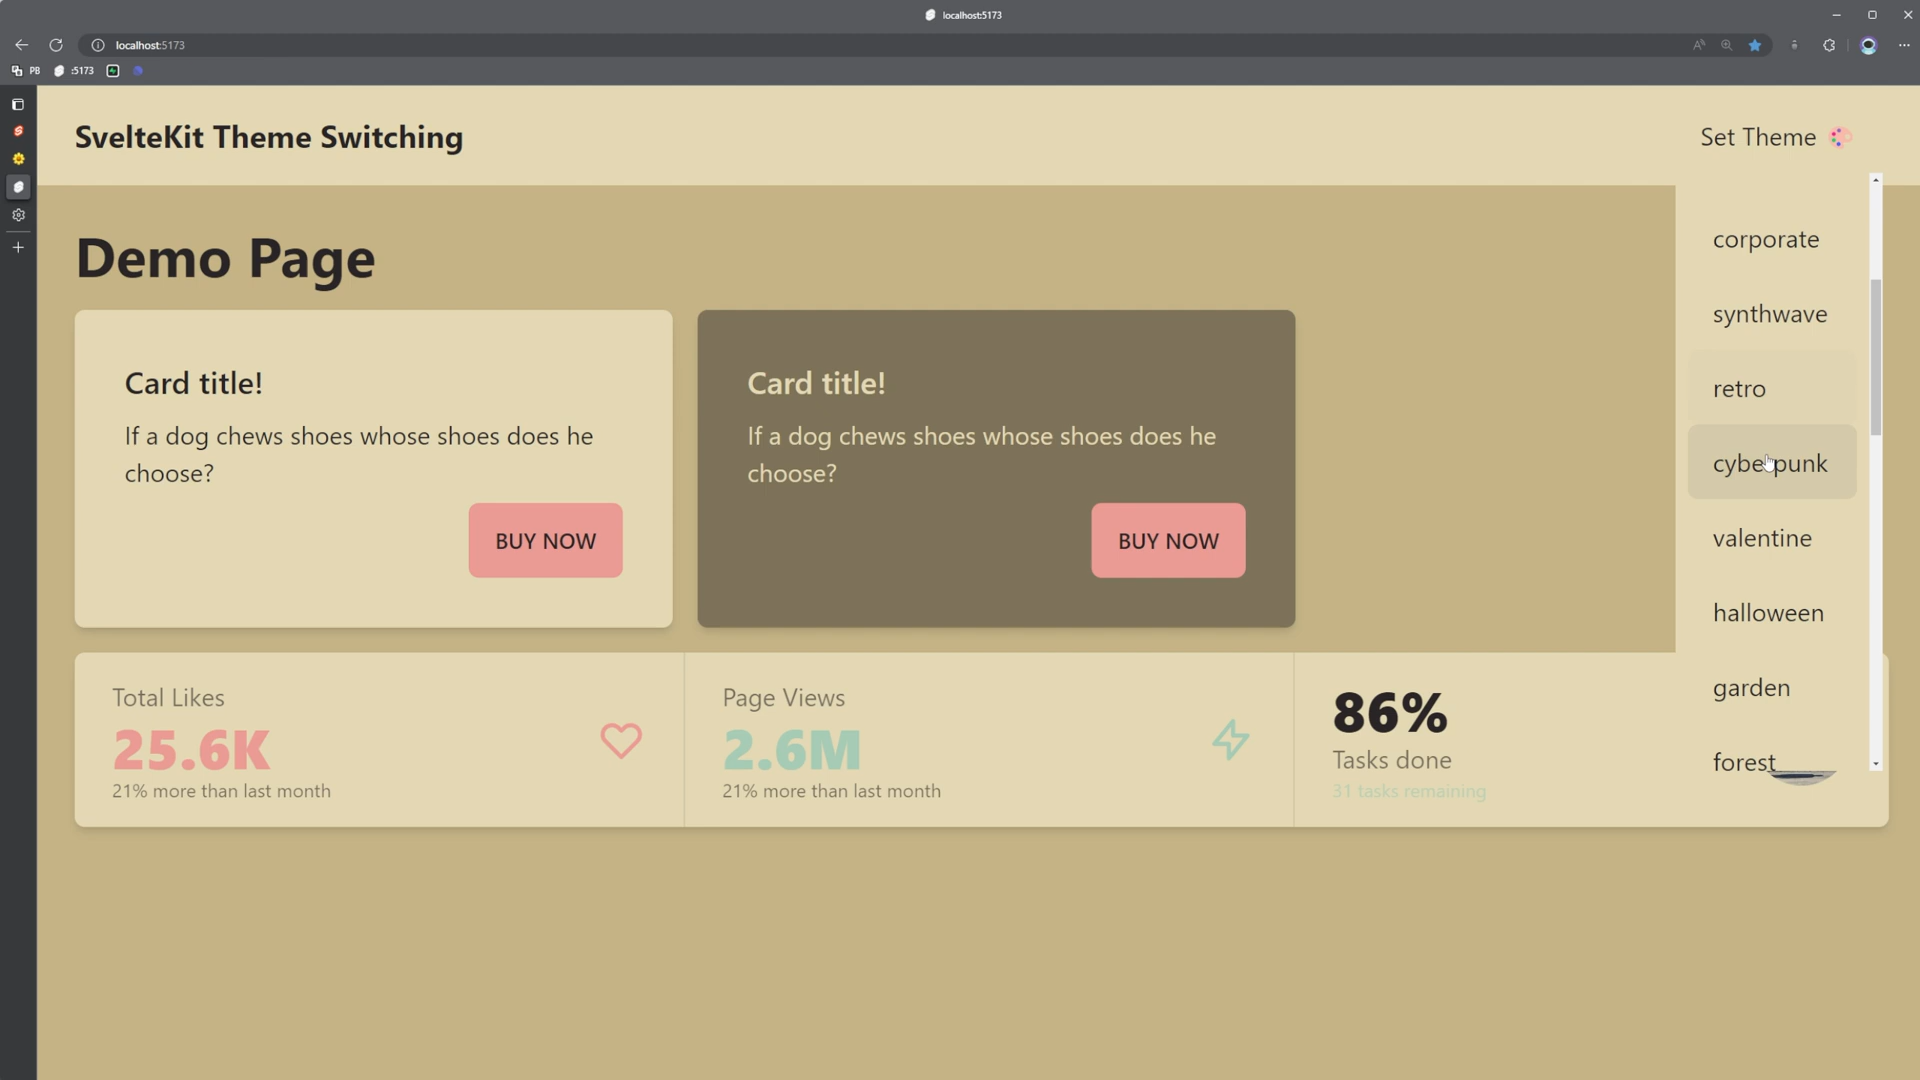 localhost:5173
localhost:5173
PB
:5173
SvelteKit Theme Switching
Set Theme
Demo Page
Card title!
If a dog chews shoes whose shoes does he
choose?
BUY NOW
Card title!
If a dog chews shoes whose shoes does he
choose?
BUY NOW
corporate
synthwave
retro
cyberpunk
valentine
halloween
garden
forest
Total Likes
25.6K
21% more than last month
Page Views
2.6M
21% more than last month
86%
Tasks done
31 tasks remaining